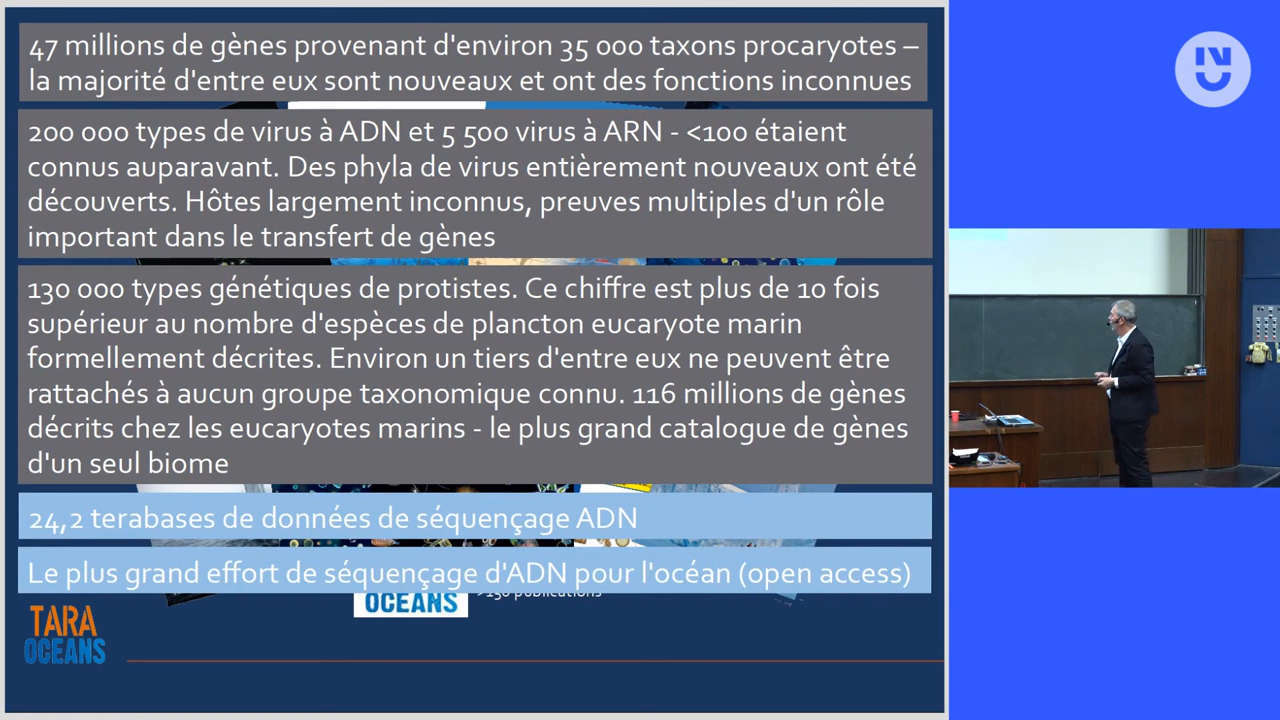 47 millions de gènes provenant d'environ 35 000 taxons procaryotes –
la majorité d'entre eux sont nouveaux et ont des fonctions inconnues
200 000 types de virus à ADN et 5 500 virus à ARN - <100 étaient
connus auparavant. Des phyla de virus entièrement nouveaux ont été
découverts. Hôtes largement inconnus, preuves multiples d'un rôle
important dans le transfert de gènes
130 000 types génétiques de protistes. Ce chiffre est plus de 10 fois
supérieur au nombre d'espèces de plancton eucaryote marin
formellement décrites. Environ un tiers d'entre eux ne peuvent être
rattachés à aucun groupe taxonomique connu. 116 millions de gènes
décrits chez les eucaryotes marins - le plus grand catalogue de gènes
d'un seul biome
24,2 terabases de données de séquençage ADN
Le plus grand effort de séquençage d'ADN pour l'océan (open access)
OCEANS
publications
TARA
OCEANS